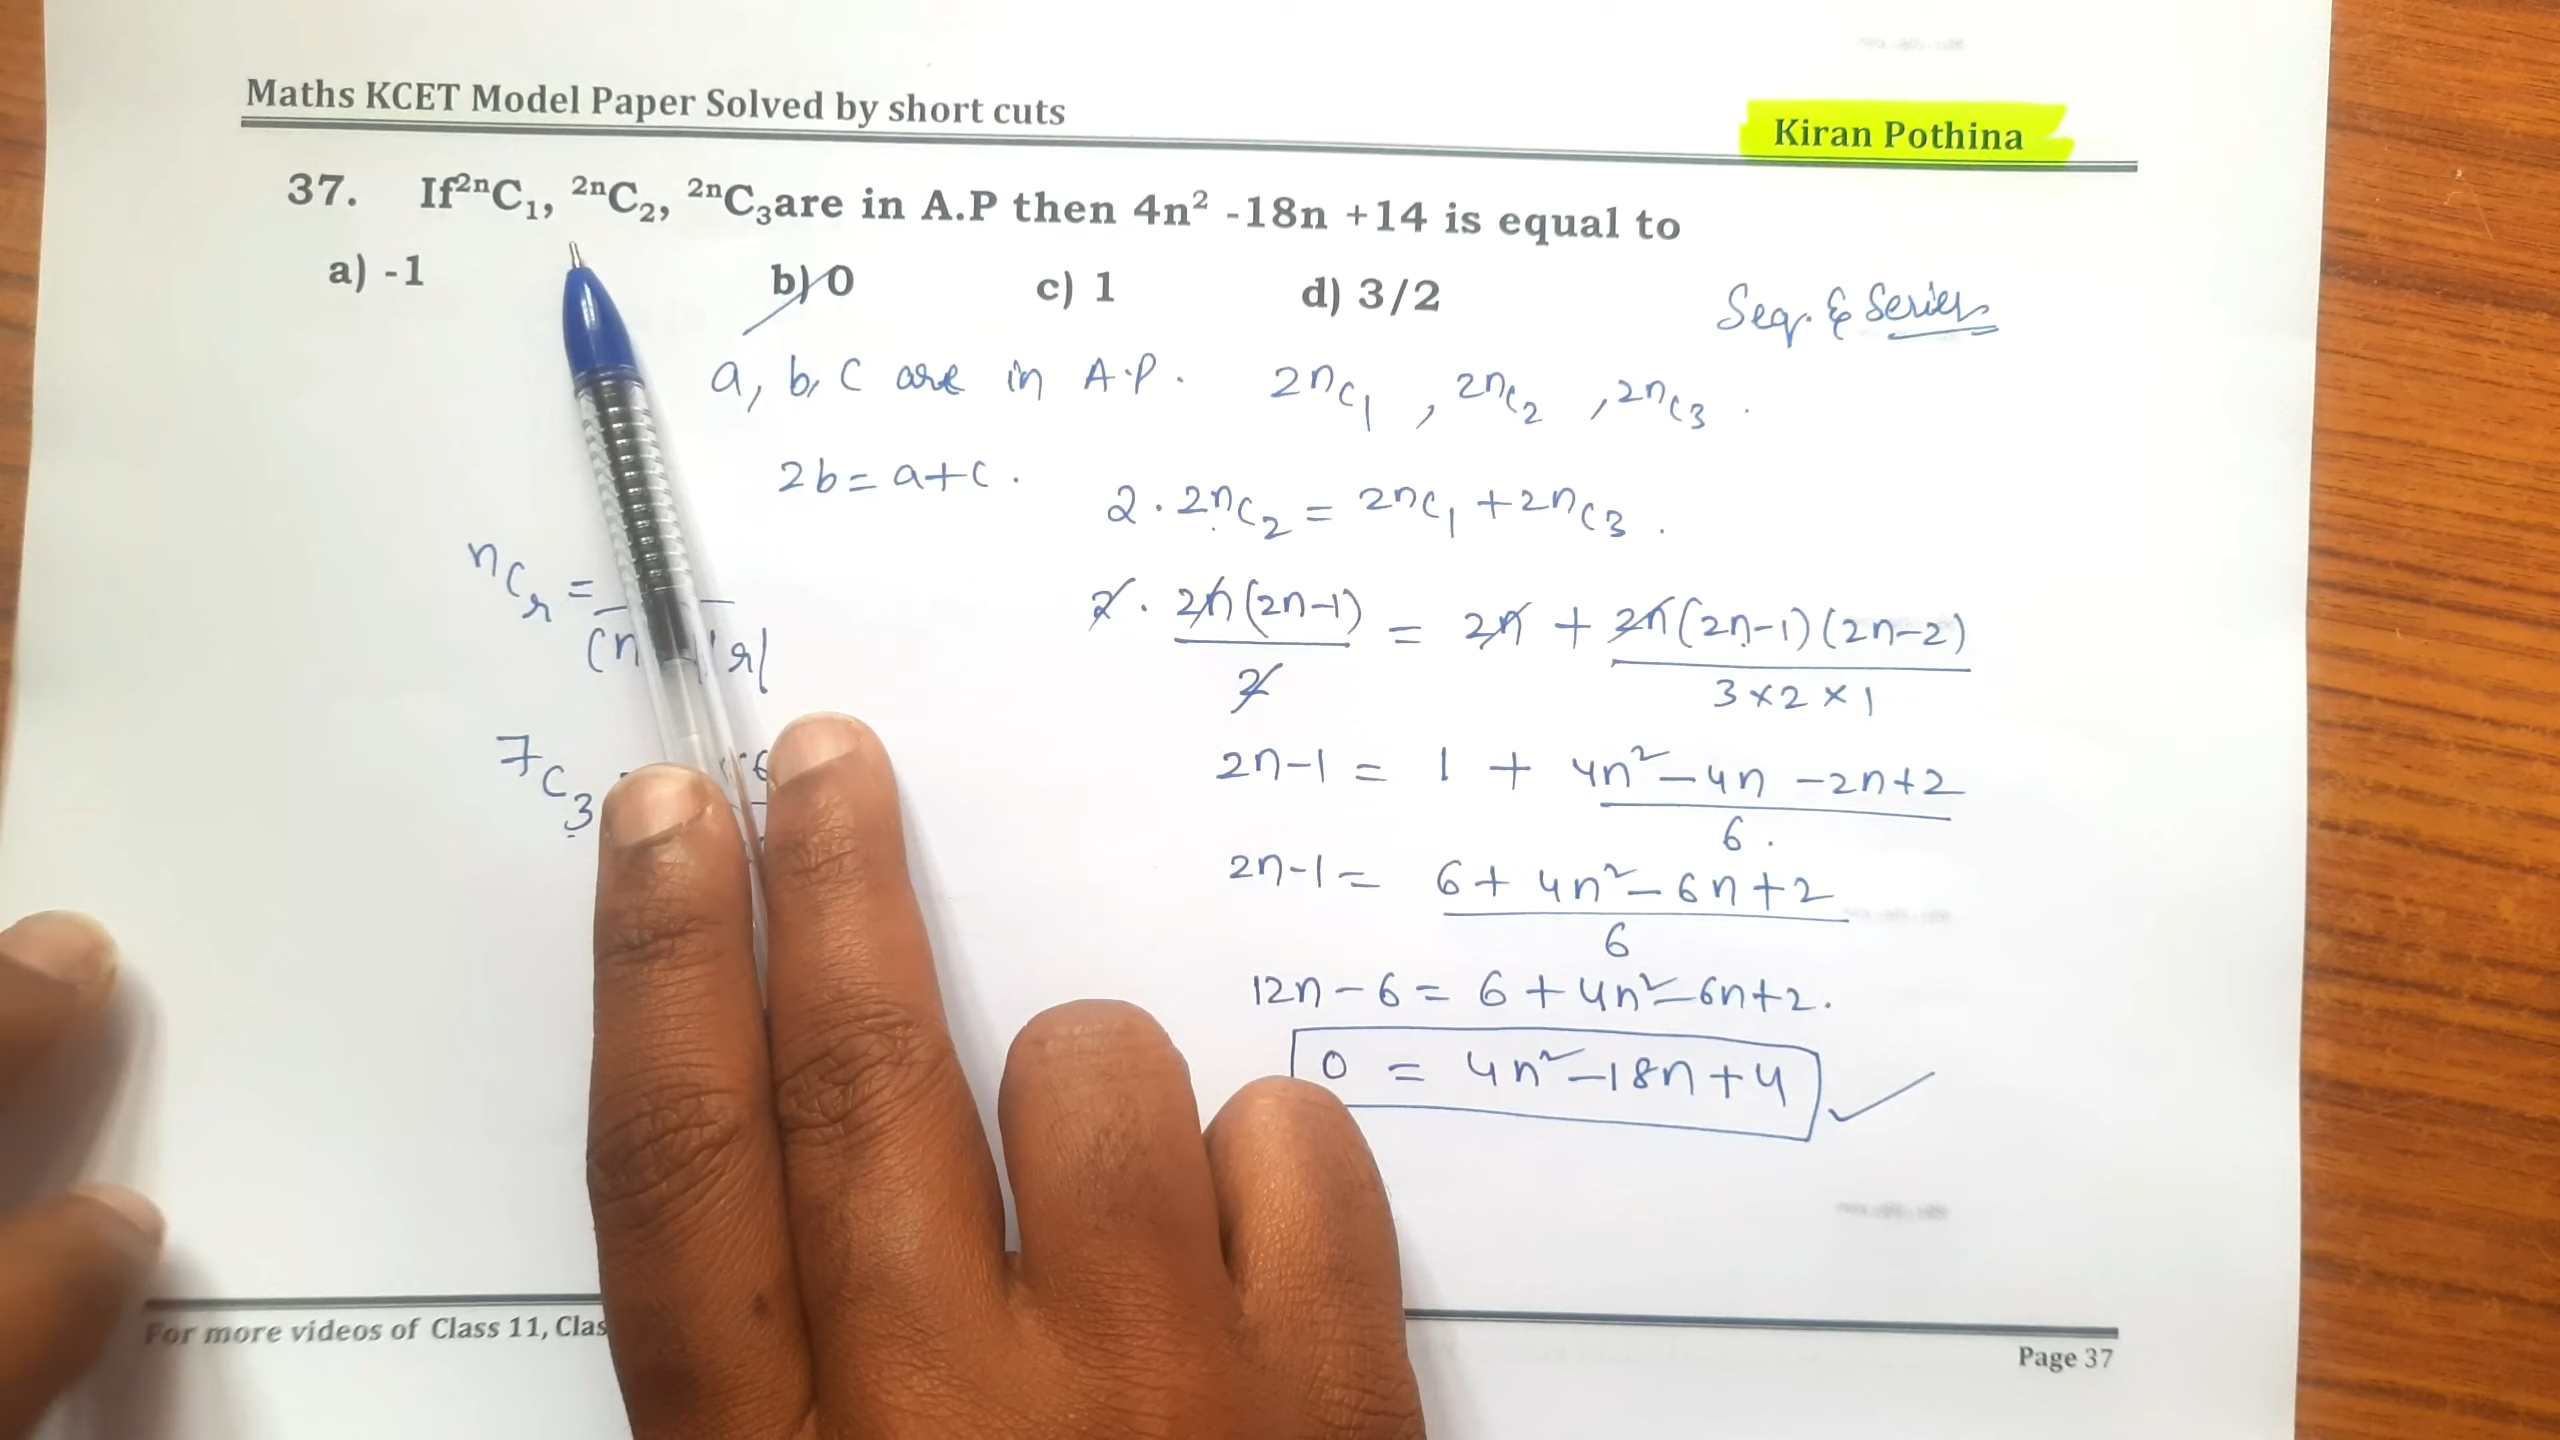 Maths KCET Model Paper Solved by short cuts
Kiran Pothina
37. If ²ⁿC₁, ²ⁿC₂, ²ⁿC₃are in A.P then 4n² -18n +14 is equal to
a) -1 b) 0 c) 1 d) 3/2
Seq. & Series
a, b, c are in A.P. 2nC₁ , 2nC₂ , 2nC₃ .
2b = a+c .
2 . 2nC₂ = 2nC₁ + 2nC₃ .
nCr =
(n r!
2 . 2n(2n-1) / 2 = 2n + 2n(2n-1)(2n-2) / 3×2×1
7C₃
2n-1 = 1 + 4n²-4n -2n+2 / 6 .
2n-1 = 6+ 4n²-6n+2 / 6
12n-6 = 6+4n²-6n+2.
0 = 4n²-18n+4
For more videos of Class 11,
Page 37